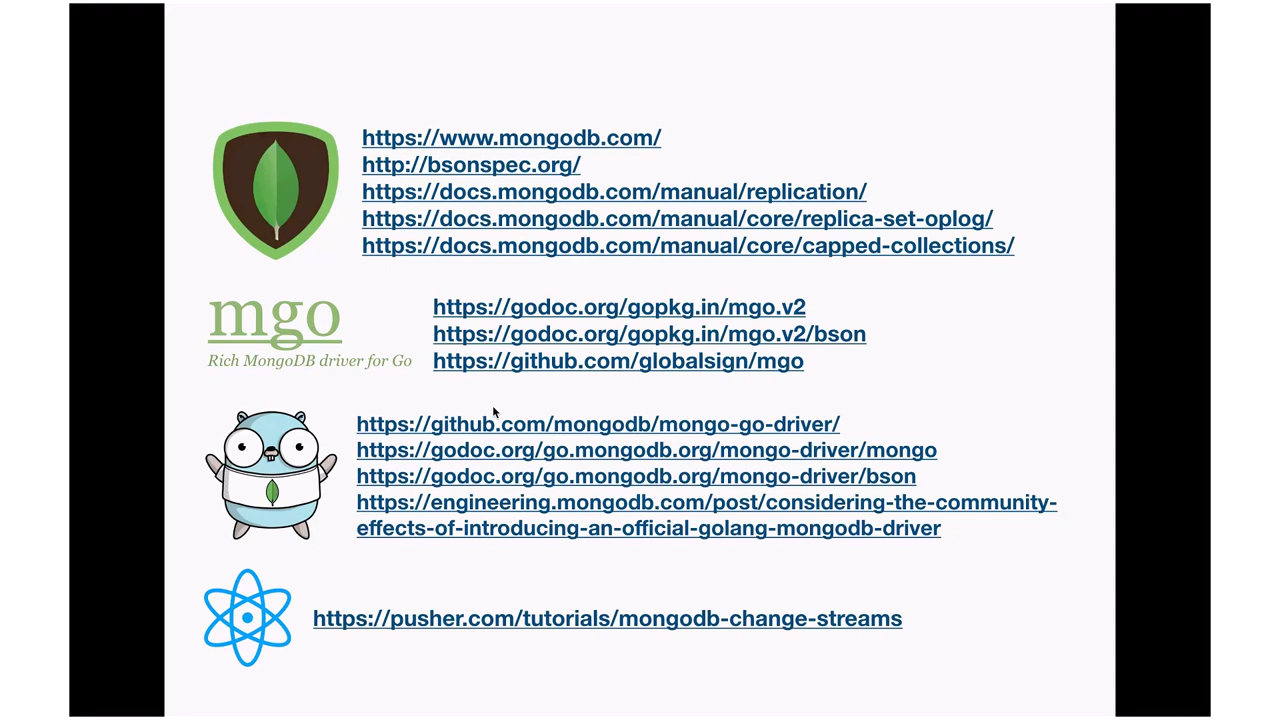 https://www.mongodb.com/
http://bsonspec.org/
https://docs.mongodb.com/manual/replication/
https://docs.mongodb.com/manual/core/replica-set-oplog/
https://docs.mongodb.com/manual/core/capped-collections/
mgo
Rich MongoDB driver for Go
https://godoc.org/gopkg.in/mgo.v2
https://godoc.org/gopkg.in/mgo.v2/bson
https://github.com/globalsign/mgo
https://github.com/mongodb/mongo-go-driver/
https://godoc.org/go.mongodb.org/mongo-driver/mongo
https://godoc.org/go.mongodb.org/mongo-driver/bson
https://engineering.mongodb.com/post/considering-the-community-
effects-of-introducing-an-official-golang-mongodb-driver
https://pusher.com/tutorials/mongodb-change-streams